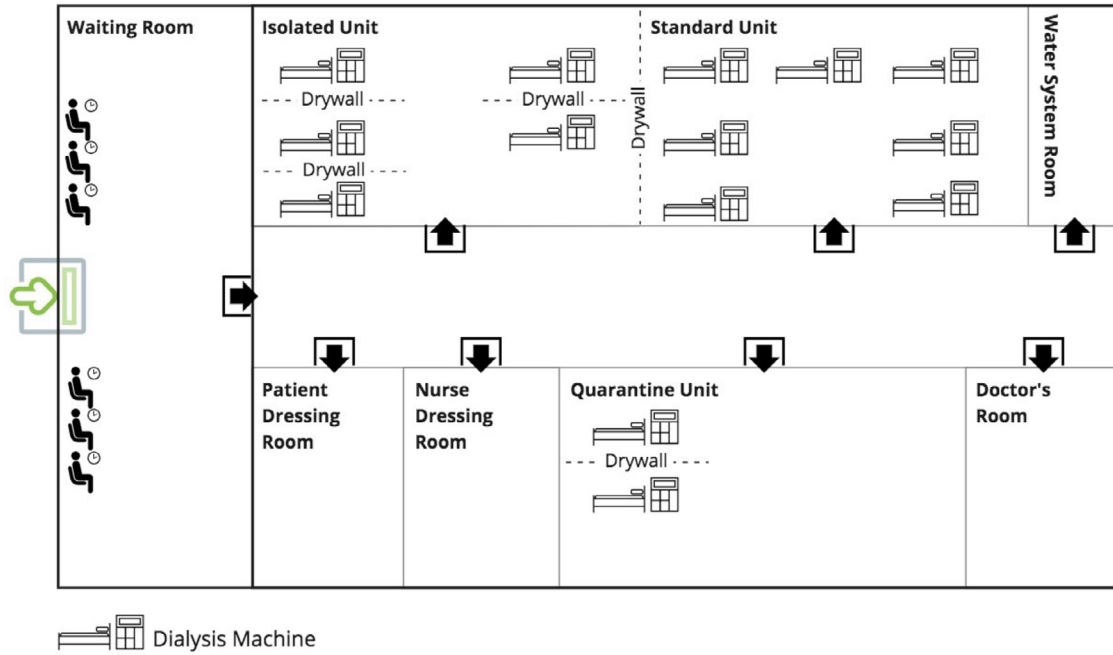 Waiting Room
Isolated Unit
Standard Unit
Water System Room
Drywall
Drywall
Drywall
Drywall
Patient
Dressing
Room
Nurse
Dressing
Room
Quarantine Unit
Drywall
Doctor's
Room
Dialysis Machine